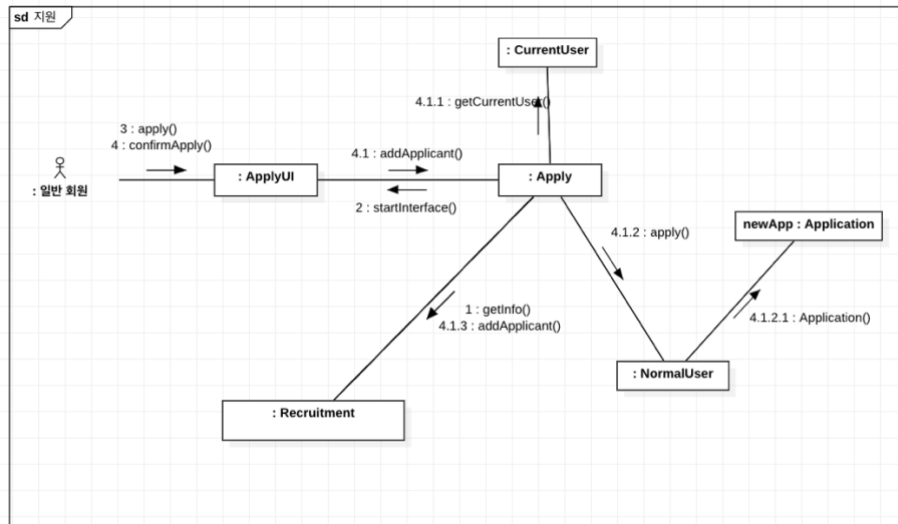 sd 지원
: CurrentUser
4.1.1 : getCurrentUser()
3 : apply()
4 : confirmApply()
4.1 : addApplicant()
: ApplyUI
: Apply
: 일반 회원
2 : startInterface()
newApp : Application
4.1.2 : apply()
1 : getInfo()
4.1.3 : addApplicant()
4.1.2.1 : Application()
: NormalUser
: Recruitment